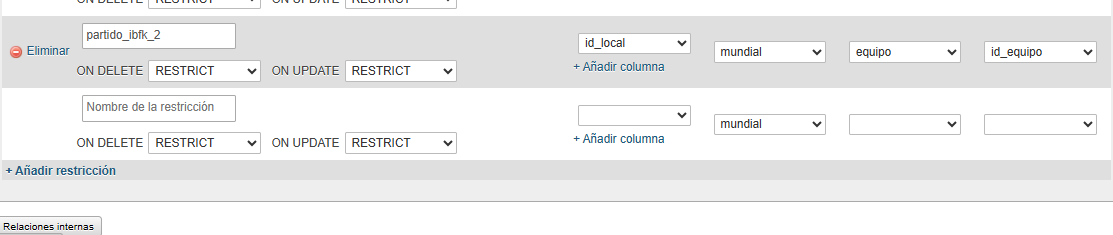 ON DELETE RESTRICT ON UPDATE RESTRICT
partido_ibfk_2
Eliminar id_local mundial equipo id_equipo
ON DELETE RESTRICT ON UPDATE RESTRICT + Añadir columna
Nombre de la restricción
mundial
ON DELETE RESTRICT ON UPDATE RESTRICT + Añadir columna
+ Añadir restricción
Relaciones internas